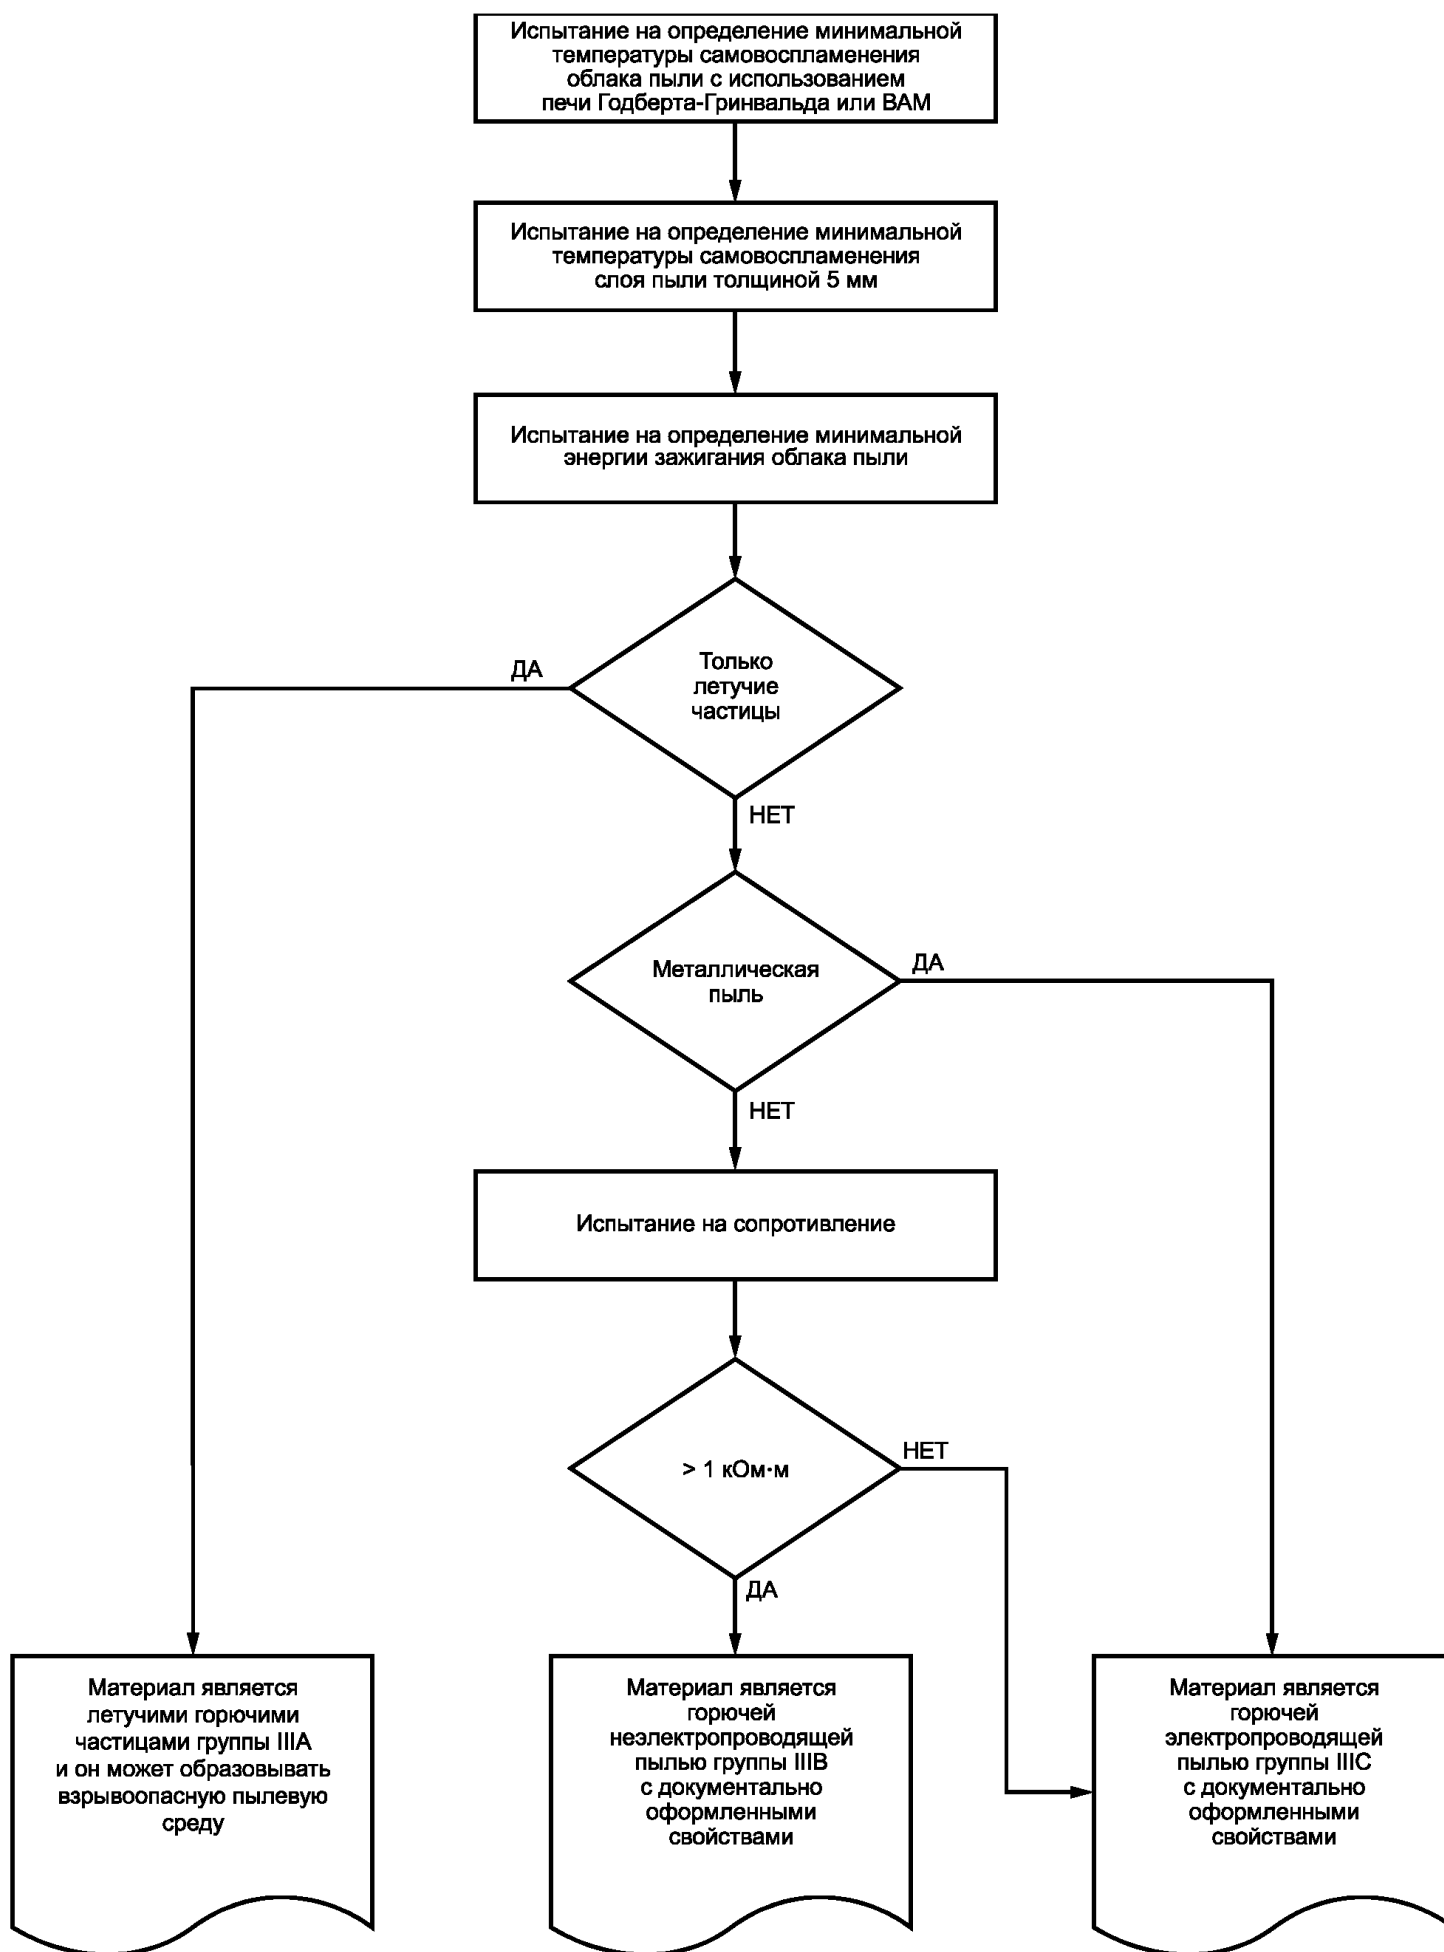 Испытание на определение минимальной
температуры самовоспламенения
облака пыли с использованием
печи Годберта-Гринвальда или ВАМ
Испытание на определение минимальной
температуры самовоспламенения
слоя пыли толщиной 5 мм
Испытание на определение минимальной
энергии зажигания облака пыли
Только
летучие
частицы
ДА
НЕТ
Металлическая
пыль
ДА
НЕТ
Испытание на сопротивление
> 1 кОм·м
НЕТ
ДА
Материал является
летучими горючими
частицами группы IIIA
и он может образовывать
взрывоопасную пылевую
среду
Материал является
горючей
неэлектропроводящей
пылью группы IIIB
с документально
оформленными
свойствами
Материал является
горючей
электропроводящей
пылью группы IIIC
с документально
оформленными
свойствами